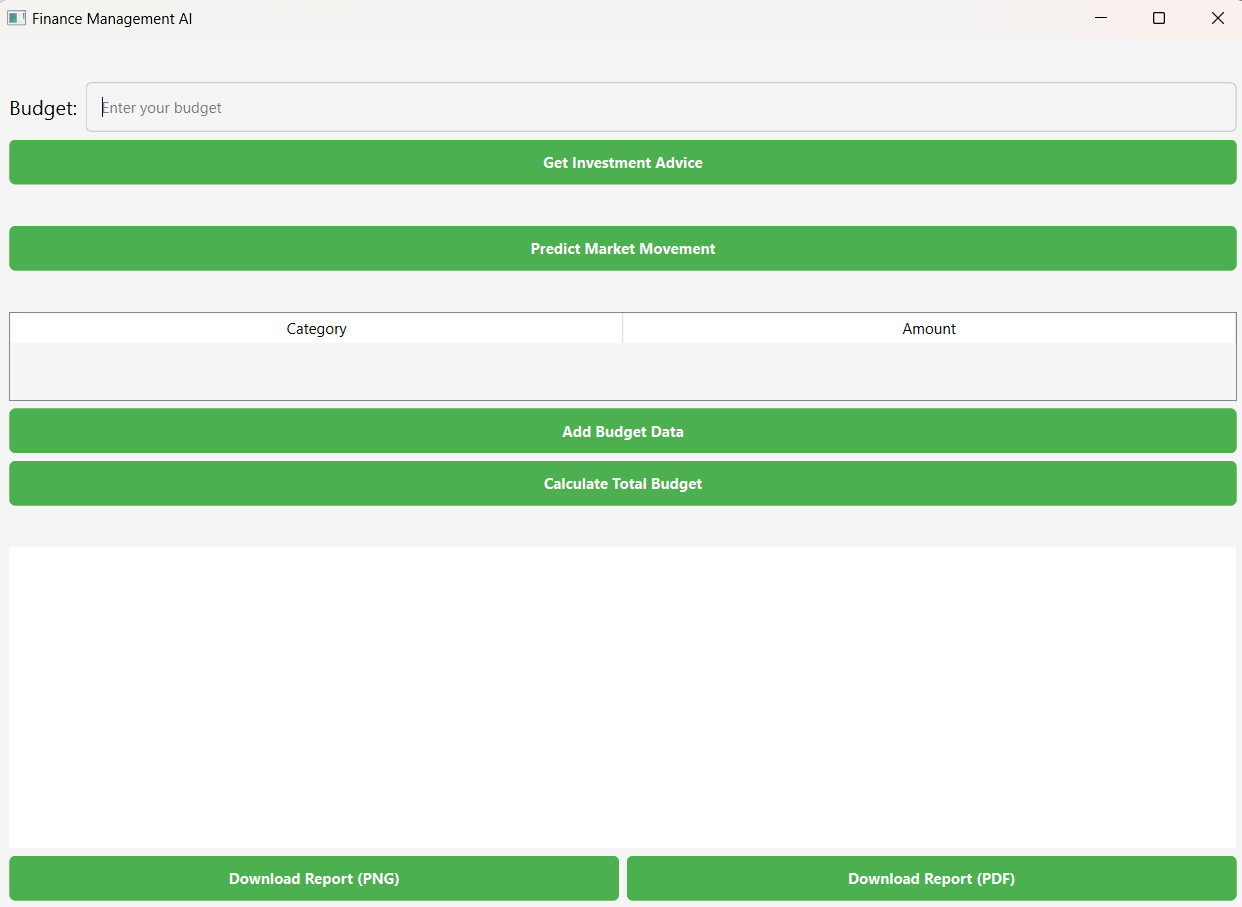 Finance Management AI
Budget: Enter your budget
Get Investment Advice
Predict Market Movement
Category Amount
Add Budget Data
Calculate Total Budget
Download Report (PNG) Download Report (PDF)